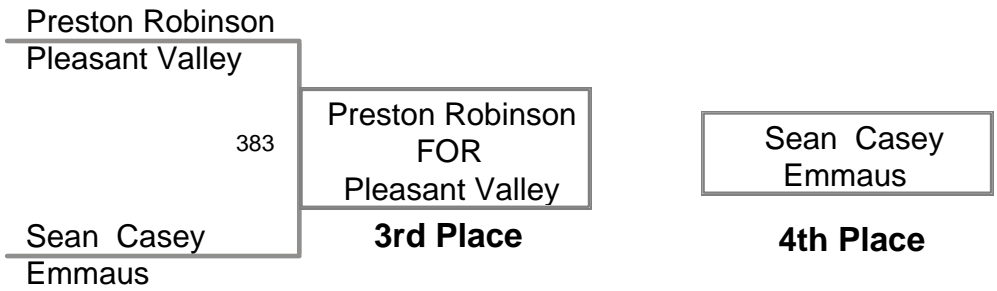 Preston Robinson
Pleasant Valley
383
Preston Robinson
FOR
Pleasant Valley
3rd Place
Sean Casey
Emmaus
Sean Casey
Emmaus
4th Place